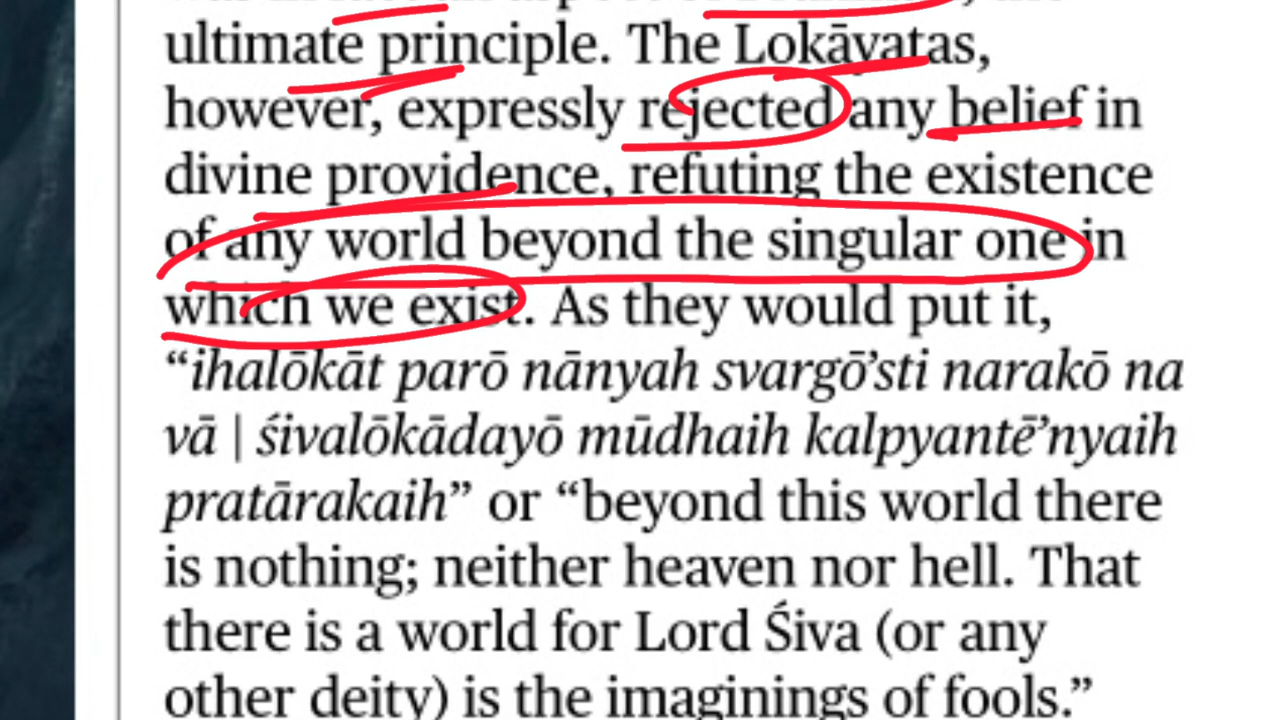 ultimate principle. The Lokāyatas,
however, expressly rejected any belief in
divine providence, refuting the existence
of any world beyond the singular one in
which we exist. As they would put it,
“ihalōkāt parō nānyah svargō’sti narakō na
vā | śivalōkādayō mūdhaih kalpyantē’nyaih
pratārakaih” or “beyond this world there
is nothing; neither heaven nor hell. That
there is a world for Lord Śiva (or any
other deity) is the imaginings of fools.”